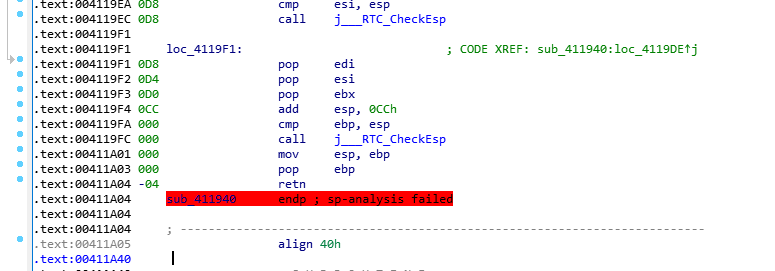 .text:004119EA 0D8 cmp esi, esp
.text:004119EC 0D8 call j___RTC_CheckEsp
.text:004119F1
.text:004119F1 loc_4119F1: ; CODE XREF: sub_411940:loc_4119DE↑j
.text:004119F1 0D8 pop edi
.text:004119F2 0D4 pop esi
.text:004119F3 0D0 pop ebx
.text:004119F4 0CC add esp, 0CCh
.text:004119FA 000 cmp ebp, esp
.text:004119FC 000 call j___RTC_CheckEsp
.text:00411A01 000 mov esp, ebp
.text:00411A03 000 pop ebp
.text:00411A04 -04 retn
.text:00411A04 sub_411940 endp ; sp-analysis failed
.text:00411A04
.text:00411A04 ; ---------------------------------------------------------------------------
.text:00411A05 align 40h
.text:00411A40